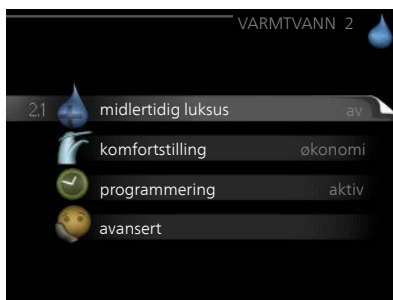 VARMTVANN 2
2.1 midlertidig luksus av
komfortstilling økonomi
programmering aktiv
avansert